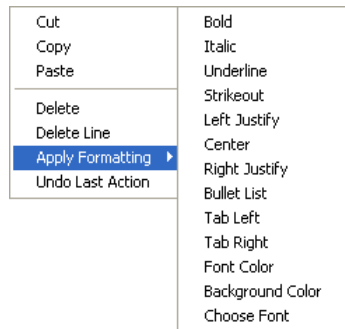 Cut
Copy
Paste
Delete
Delete Line
Apply Formatting
Undo Last Action
Bold
Italic
Underline
Strikeout
Left Justify
Center
Right Justify
Bullet List
Tab Left
Tab Right
Font Color
Background Color
Choose Font